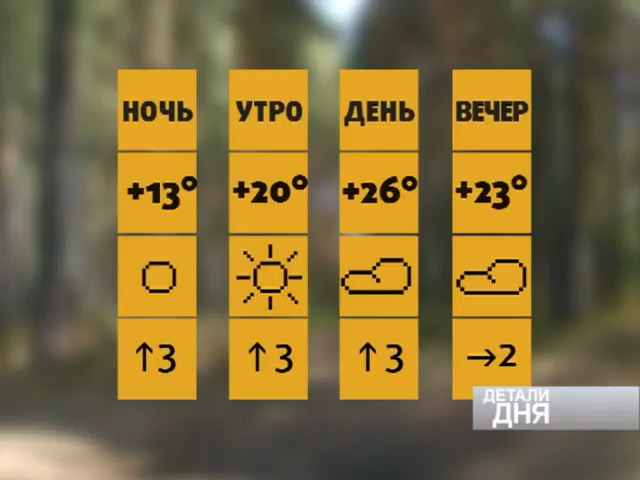 НОЧЬ УТРО ДЕНЬ ВЕЧЕР
+13° +20° +26° +23°
↑3 ↑3 ↑3 →2
ДЕТАЛИ
ДНЯ